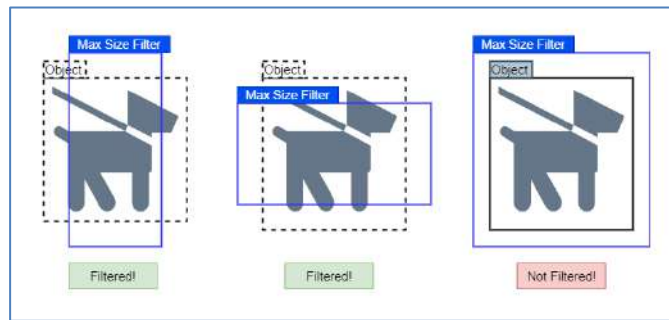 Max Size Filter
Object
Filtered!
Object
Max Size Filter
Filtered!
Max Size Filter
Object
Not Filtered!